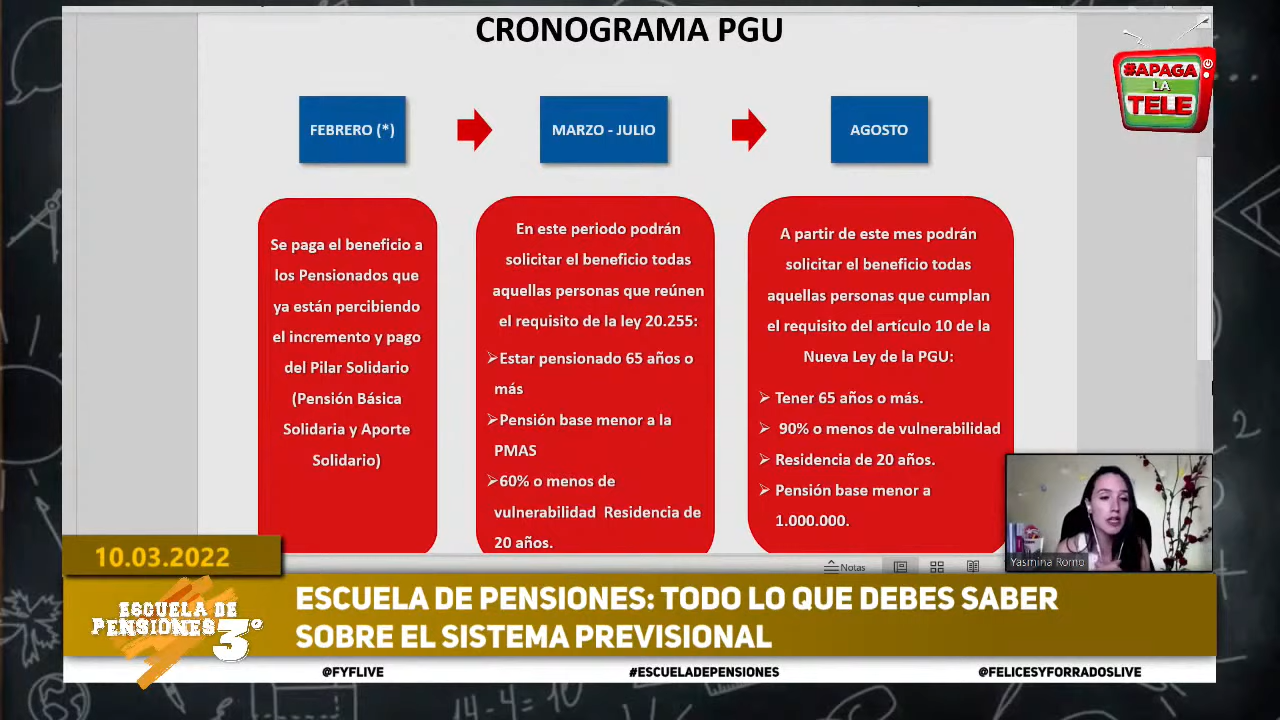 CRONOGRAMA PGU
#APAGA
LA
TELE
FEBRERO (*)
MARZO - JULIO
AGOSTO
Se paga el beneficio a
los Pensionados que
ya están percibiendo
el incremento y pago
del Pilar Solidario
(Pensión Básica
Solidaria y Aporte
Solidario)
En este periodo podrán
solicitar el beneficio todas
aquellas personas que reúnen
el requisito de la ley 20.255:
➢Estar pensionado 65 años o
más
➢Pensión base menor a la
PMAS
➢60% o menos de
vulnerabilidad Residencia de
20 años.
A partir de este mes podrán
solicitar el beneficio todas
aquellas personas que cumplan
el requisito del artículo 10 de la
Nueva Ley de la PGU:
➢ Tener 65 años o más.
➢ 90% o menos de vulnerabilidad
➢ Residencia de 20 años.
➢ Pensión base menor a
1.000.000.
Yasmina Romo
Notas
10.03.2022
ESCUELA DE
PENSIONES 3º
ESCUELA DE PENSIONES: TODO LO QUE DEBES SABER
SOBRE EL SISTEMA PREVISIONAL
@FYFLIVE
#ESCUELADEPENSIONES
@FELICESYFORRADOSLIVE
14-4=10